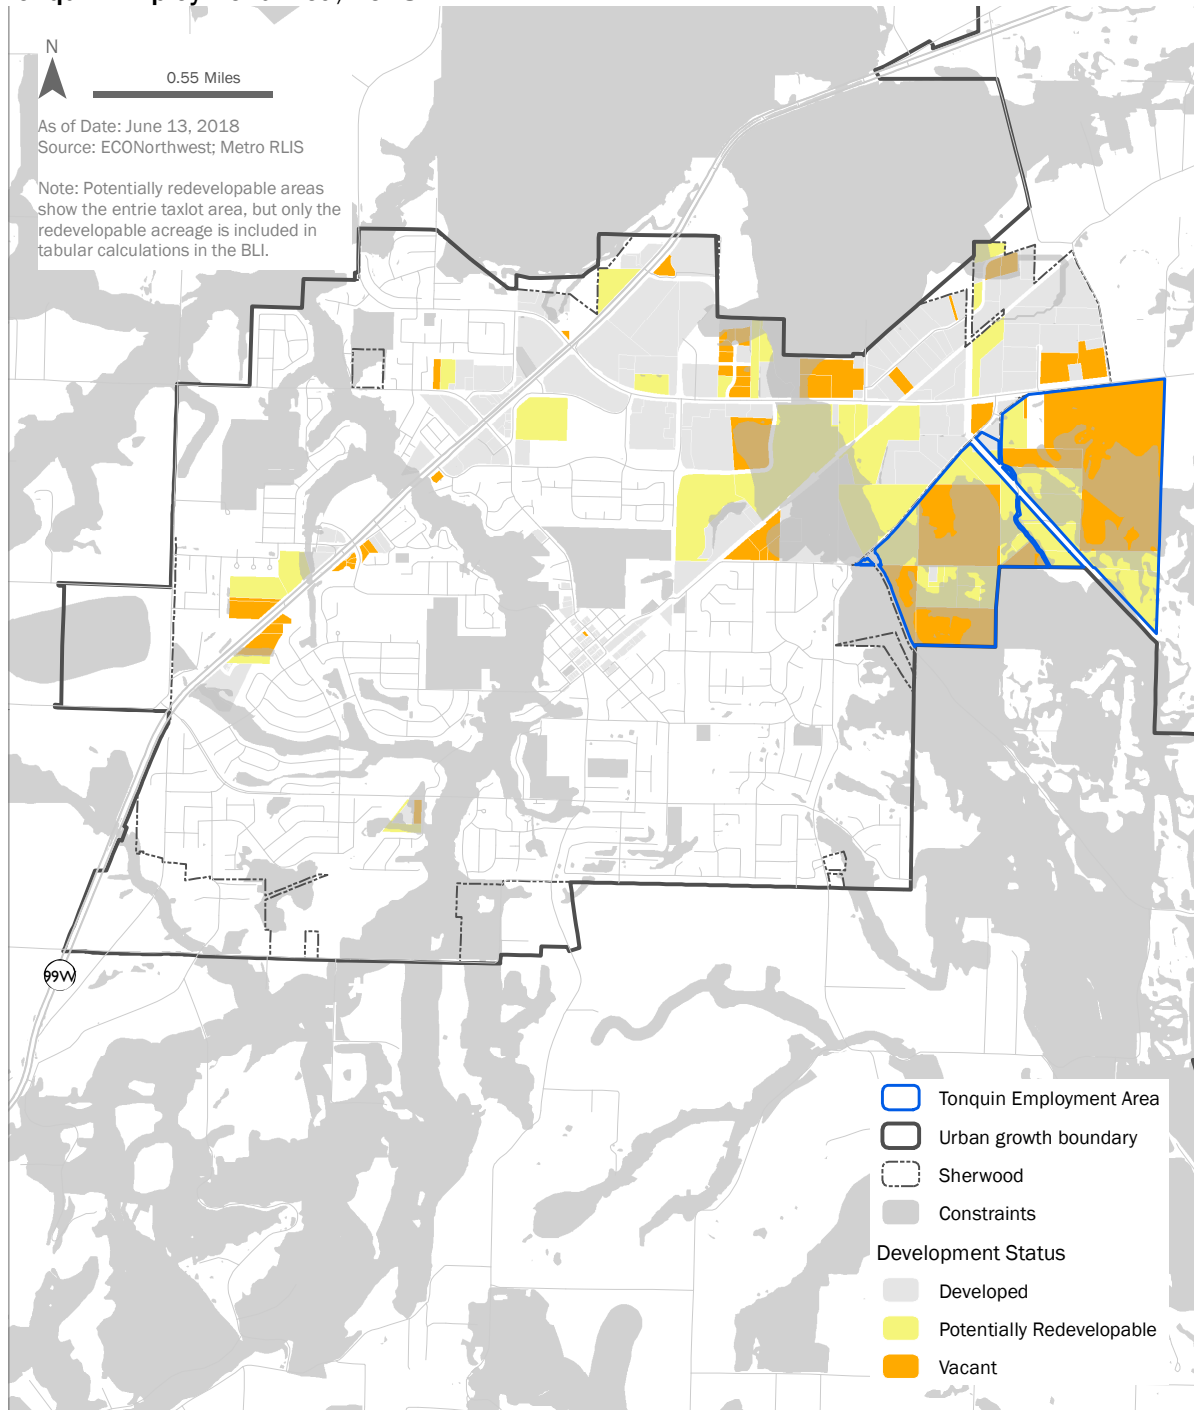 N
0.55 Miles
As of Date: June 13, 2018
Source: ECONorthwest; Metro RLIS
Note: Potentially redevelopable areas
show the entrie taxlot area, but only the
redevelopable acreage is included in
tabular calculations in the BLI.
99W
Tonquin Employment Area
Urban growth boundary
Sherwood
Constraints
Development Status
Developed
Potentially Redevelopable
Vacant